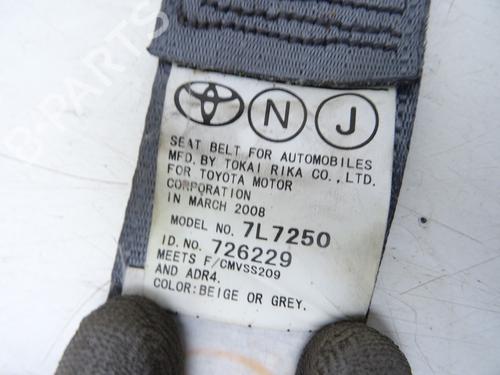 N J
SEAT BELT FOR AUTOMOBILES
MFD. BY TOKAI RIKA CO., LTD.
FOR TOYOTA MOTOR
CORPORATION
IN MARCH 2008
MODEL NO. 7L7250
ID. NO. 726229
MEETS F/CMVSS209
AND ADR4.
COLOR:BEIGE OR GREY.
B-PARTS